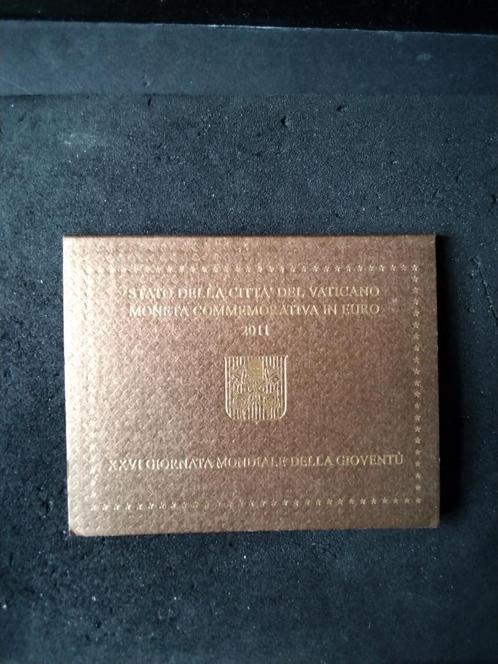 STATO DELLA CITTA' DEL VATICANO
MONETA COMMEMORATIVA IN EURO
2011
XXVI GIORNATA MONDIALE DELLA GIOVENTÙ